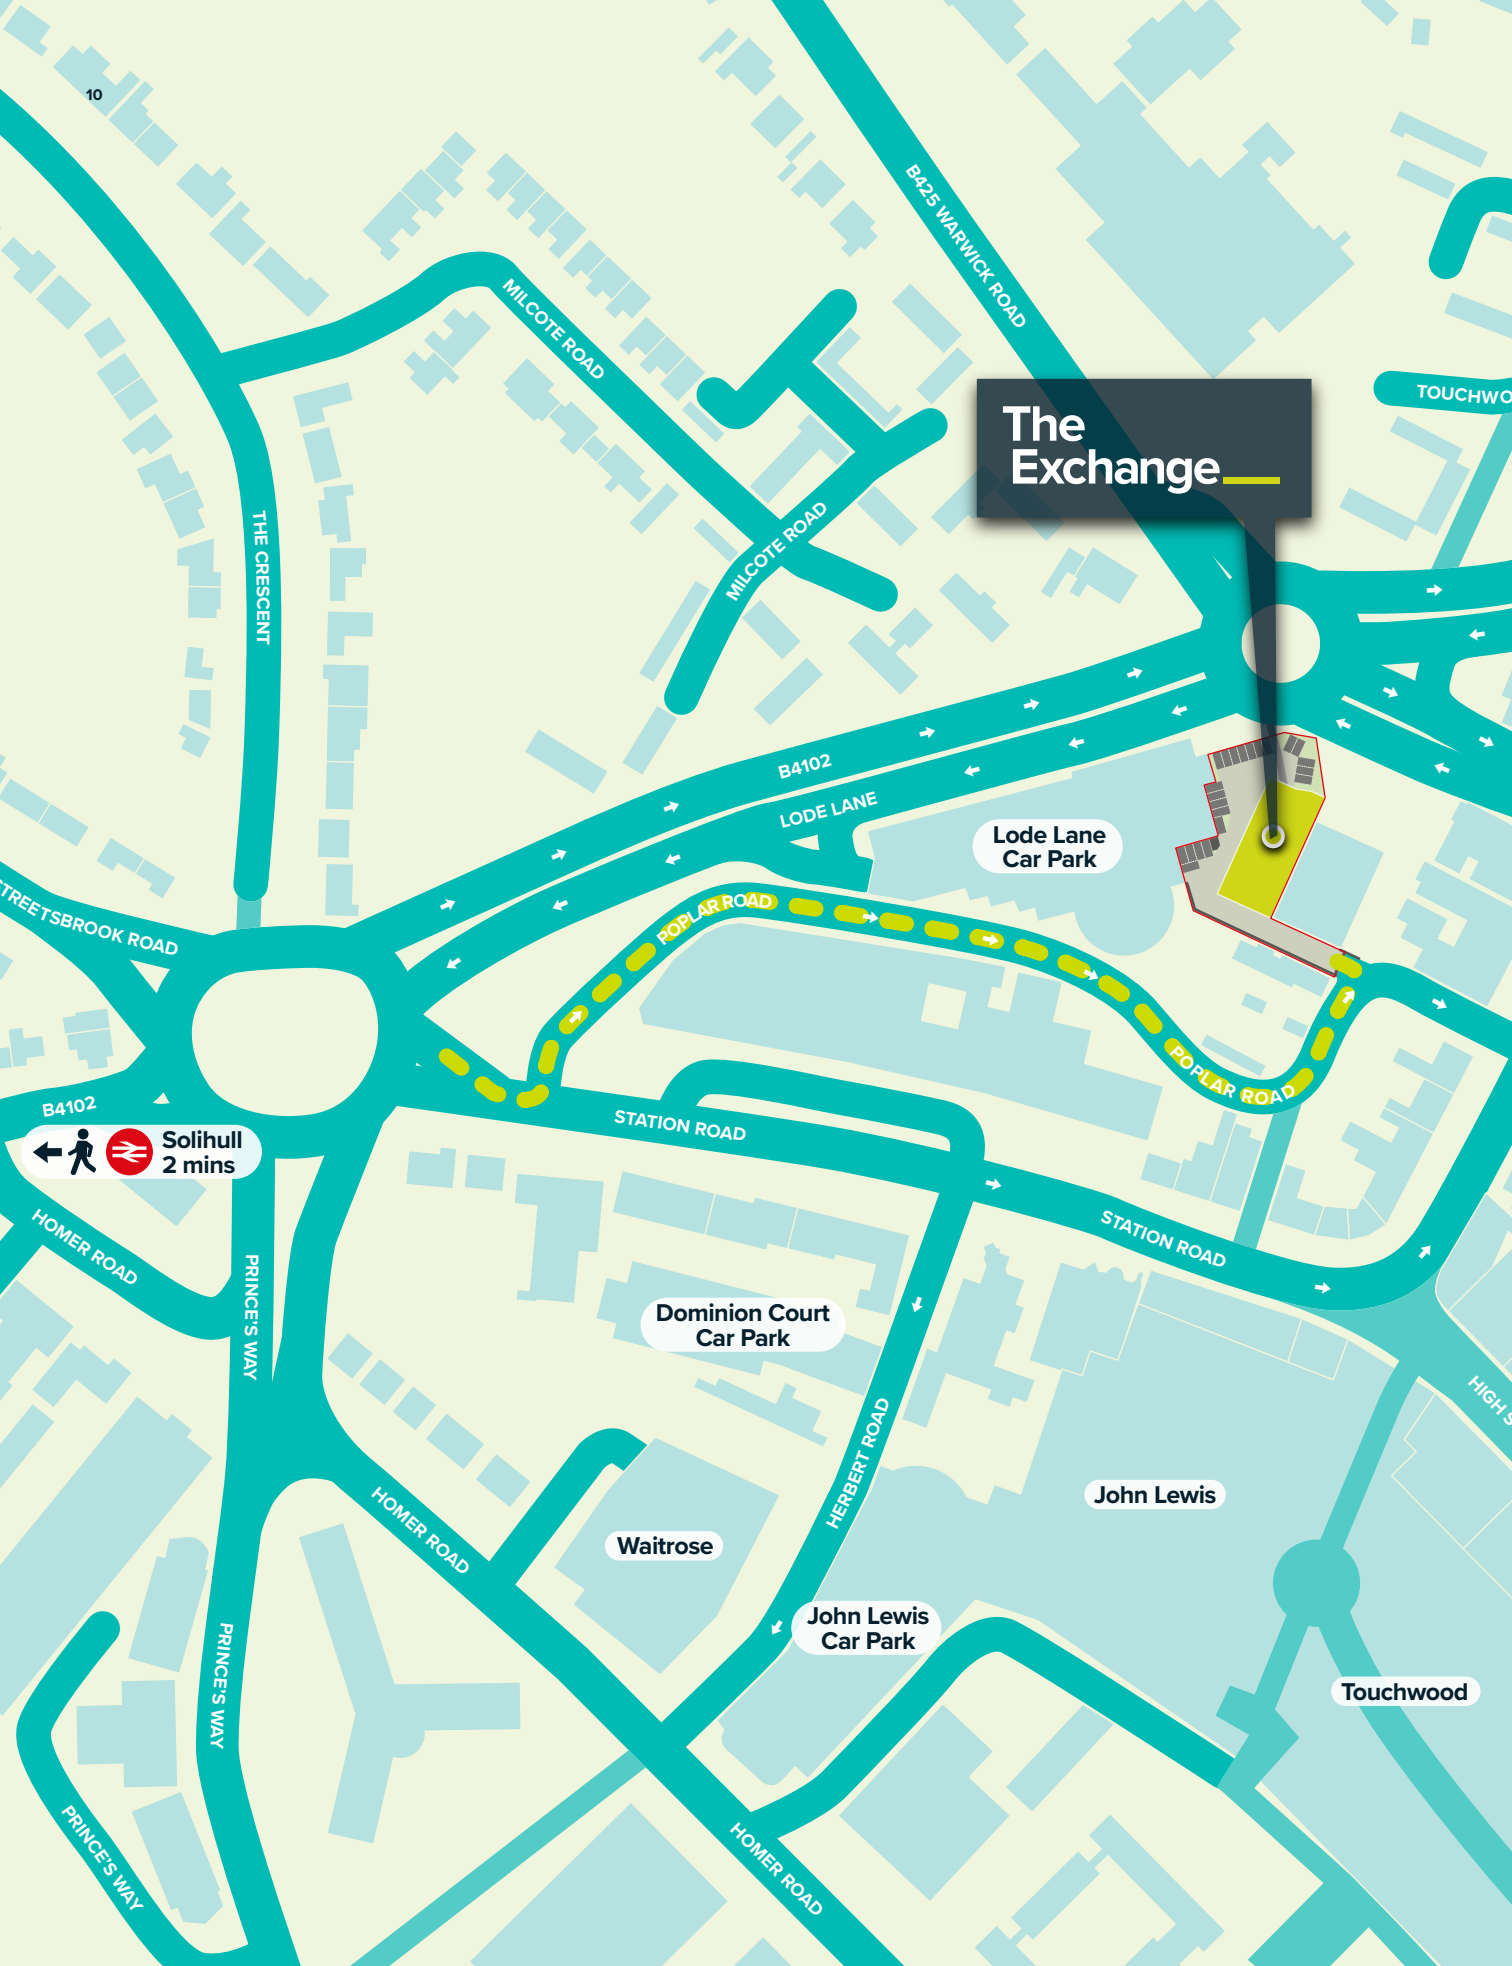 10
B425 WARWICK ROAD
MILCOTE ROAD
TOUCHWO
The
Exchange
THE CRESCENT
MILCOTE ROAD
B4102
LODE LANE
Lode Lane
Car Park
STREETSBROOK ROAD
POPLAR ROAD
POPLAR ROAD
B4102
STATION ROAD
Solihull
2 mins
HOMER ROAD
STATION ROAD
PRINCE'S WAY
Dominion Court
Car Park
HIGH S
HERBERT ROAD
John Lewis
HOMER ROAD
Waitrose
John Lewis
Car Park
PRINCE'S WAY
Touchwood
PRINCE'S WAY
HOMER ROAD